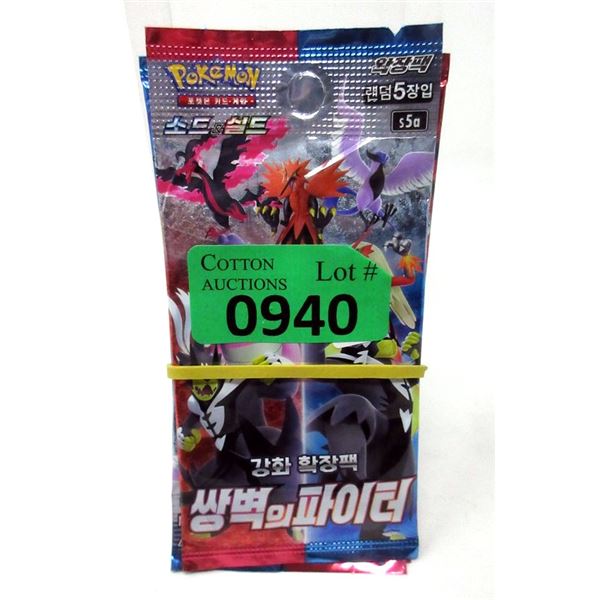 POKéMON
확장팩
포켓몬 카드 게임
랜덤5장입
소드&실드
s5a
COTTON
AUCTIONS
Lot #
0940
강화 확장팩
쌍벽의파이터